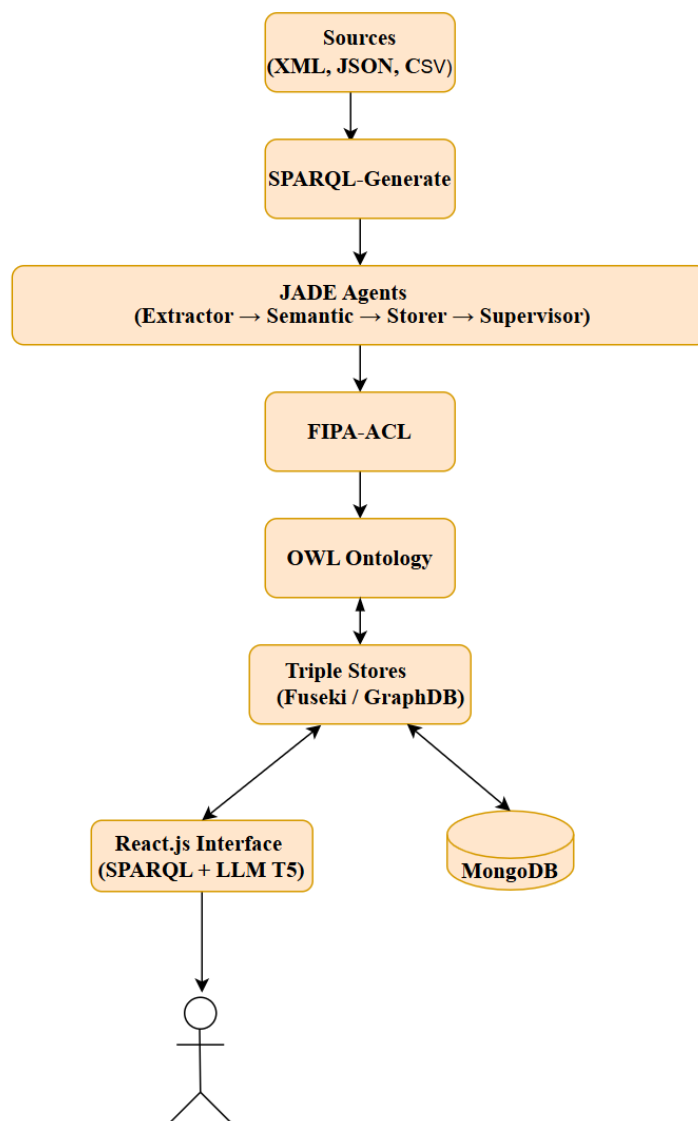 Sources
(XML, JSON, CSV)
SPARQL-Generate
JADE Agents
(Extractor → Semantic → Storer → Supervisor)
FIPA-ACL
OWL Ontology
Triple Stores
(Fuseki / GraphDB)
React.js Interface
(SPARQL + LLM T5)
MongoDB